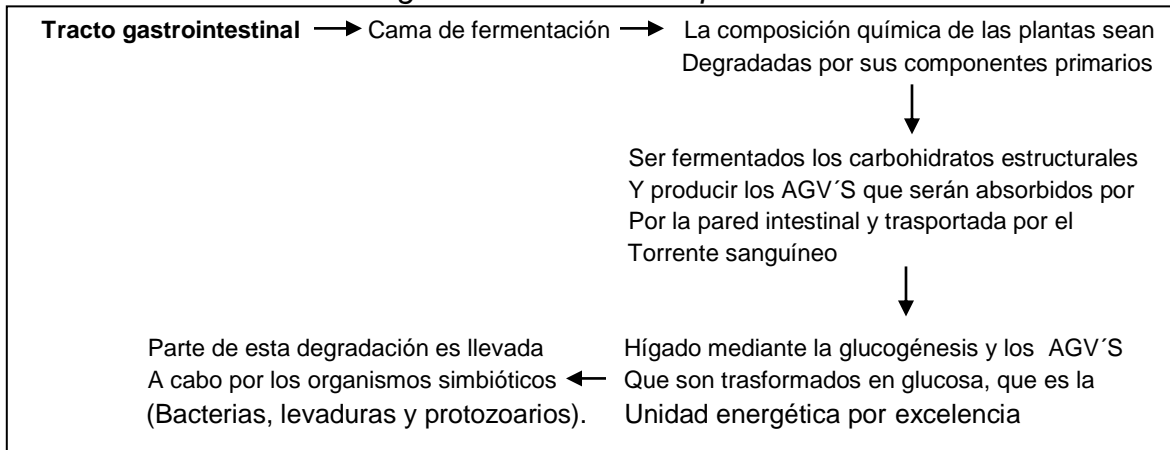 Tracto gastrointestinal Cama de fermentación La composición química de las plantas sean
Degradadas por sus componentes primarios
Ser fermentados los carbohidratos estructurales
Y producir los AGV´S que serán absorbidos por
Por la pared intestinal y trasportada por el
Torrente sanguíneo
Hígado mediante la glucogénesis y los AGV´S
Que son trasformados en glucosa, que es la
Unidad energética por excelencia
Parte de esta degradación es llevada
A cabo por los organismos simbióticos
(Bacterias, levaduras y protozoarios).